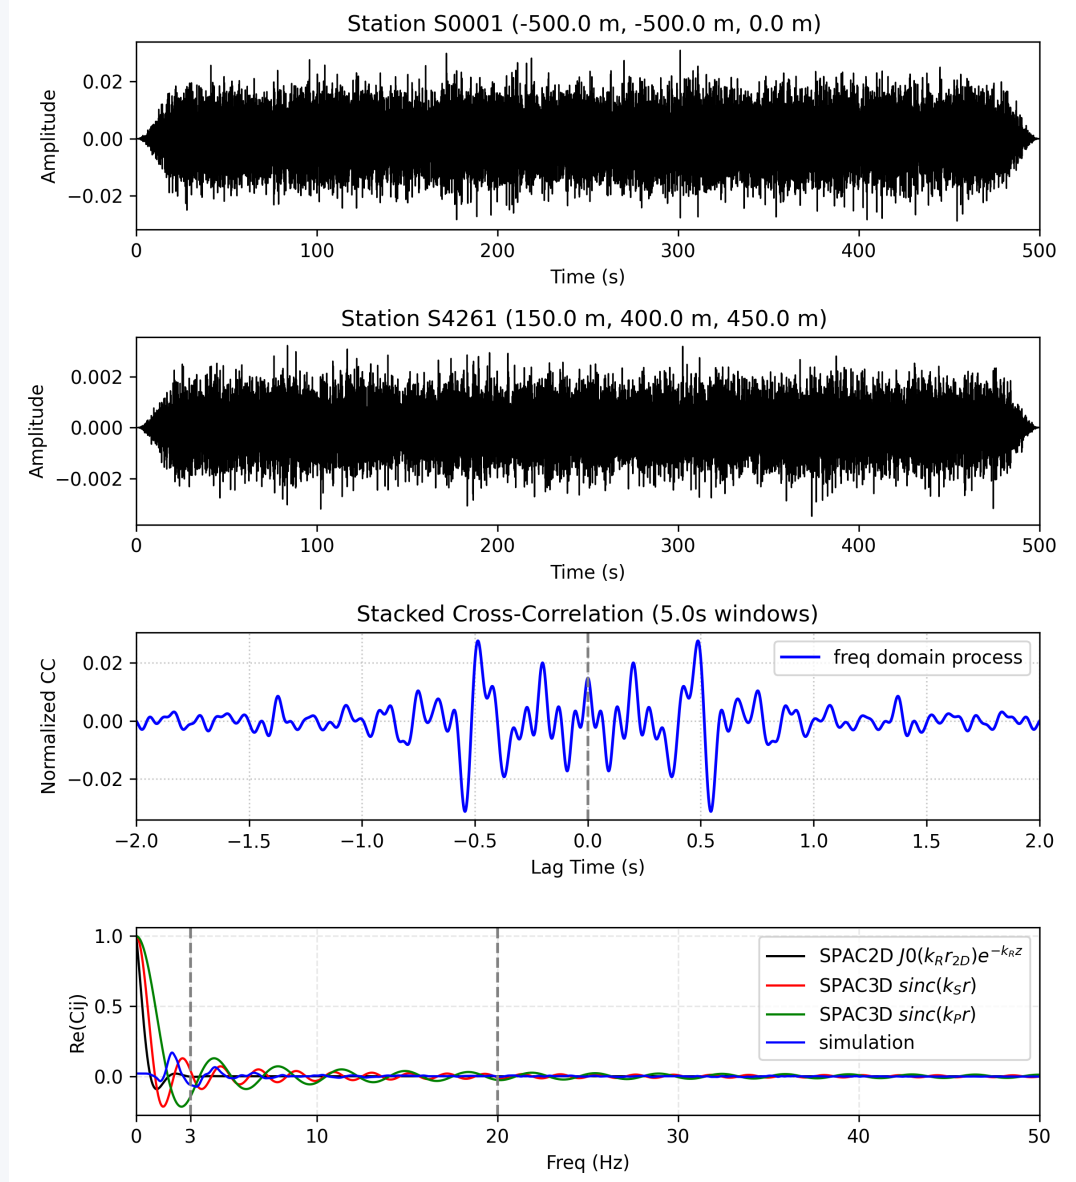 Station S0001 (-500.0 m, -500.0 m, 0.0 m)
Amplitude
0.02
0.00
−0.02
0 100 200 300 400 500
Time (s)
Station S4261 (150.0 m, 400.0 m, 450.0 m)
Amplitude
0.002
0.000
−0.002
0 100 200 300 400 500
Time (s)
Stacked Cross-Correlation (5.0s windows)
Normalized CC
0.02
0.00
−0.02
freq domain process
−2.0 −1.5 −1.0 −0.5 0.0 0.5 1.0 1.5 2.0
Lag Time (s)
Re(Cij)
1.0
0.5
0.0
SPAC2D J0(k_R r_{2D})e^{−k_R z}
SPAC3D sinc(k_S r)
SPAC3D sinc(k_P r)
simulation
0 3 10 20 30 40 50
Freq (Hz)